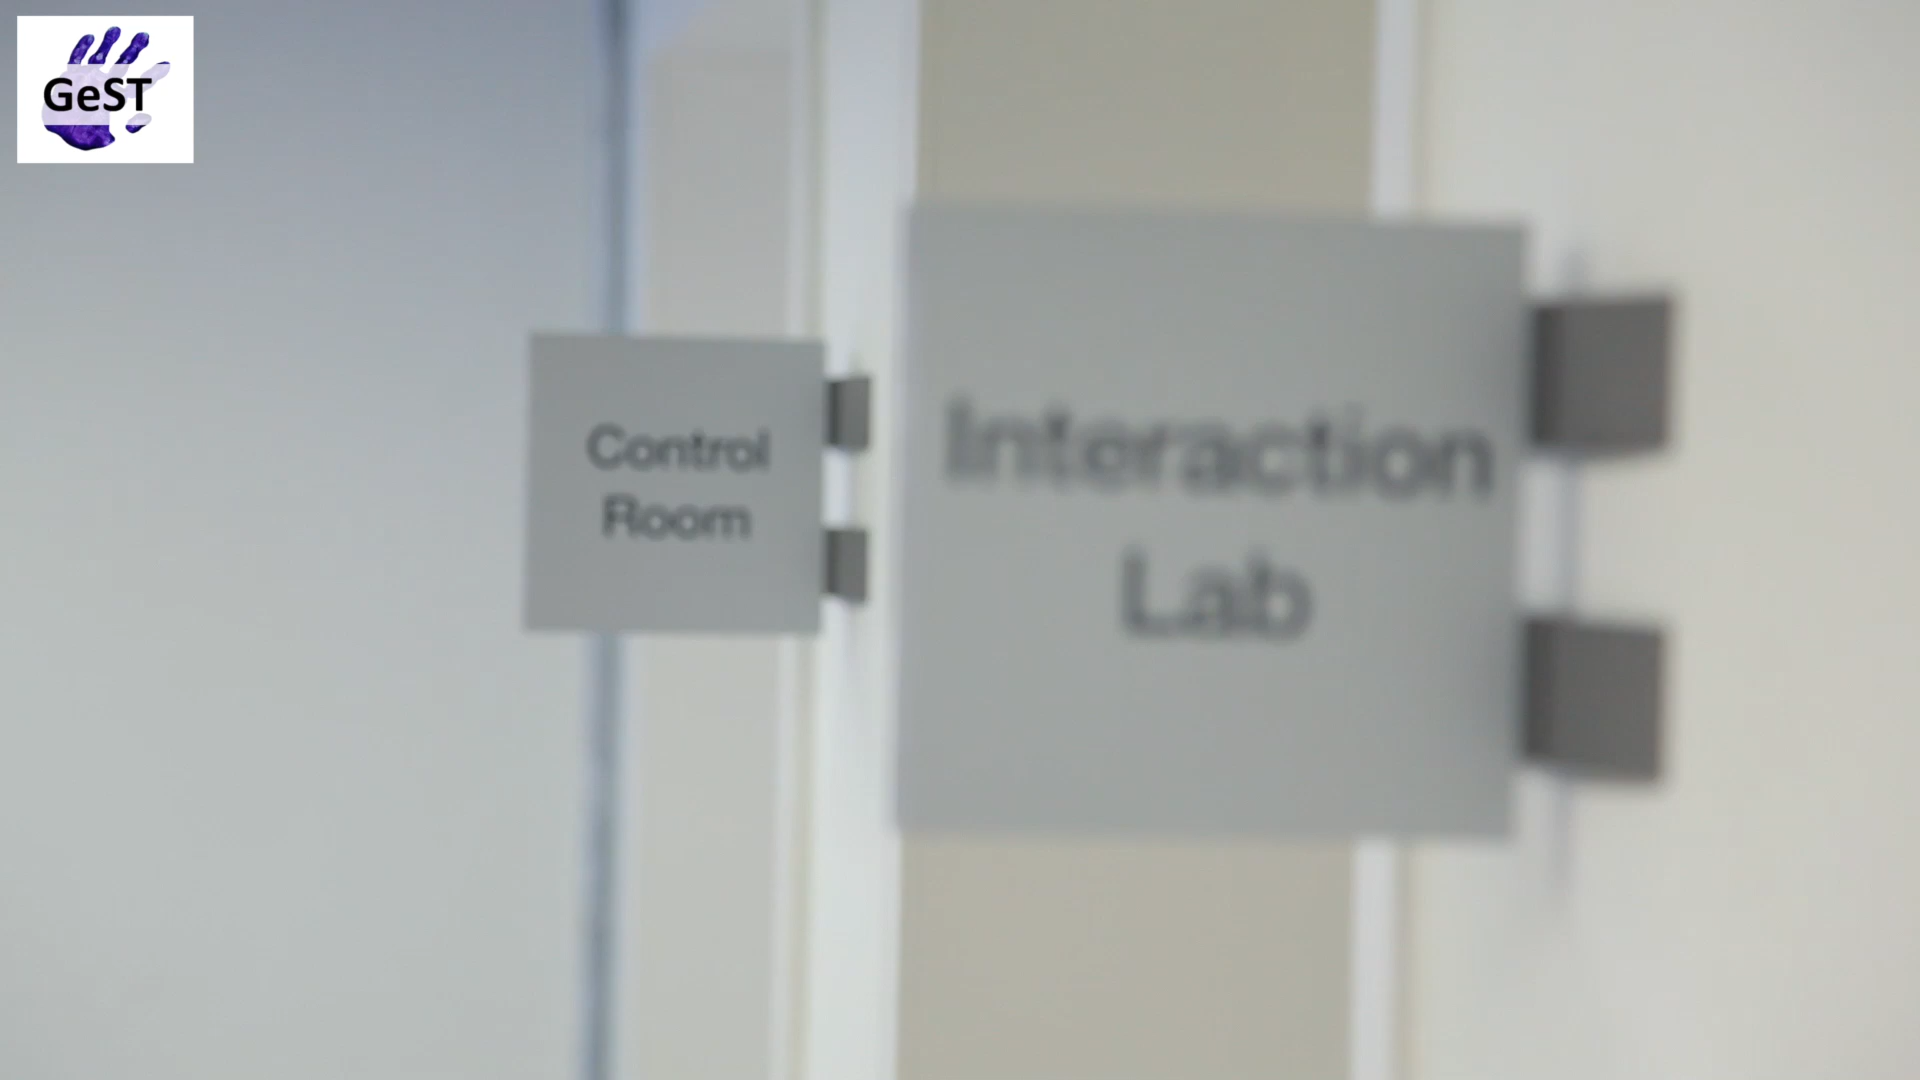 GeST
Control
Room
Interaction
Lab